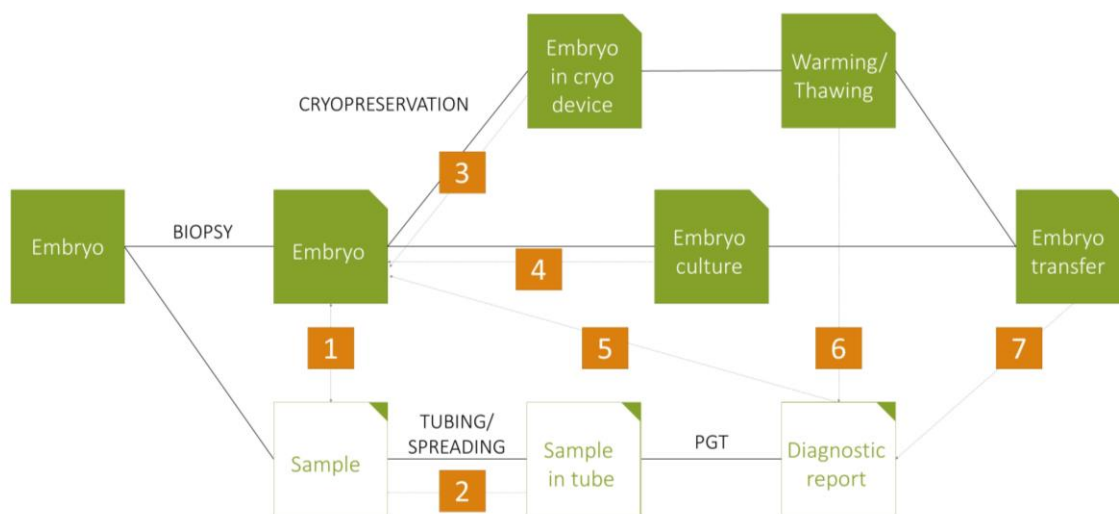 Embryo
in cryo
device
Warming/
Thawing
CRYOPRESERVATION
3
Embryo
BIOPSY
Embryo
4
Embryo
culture
Embryo
transfer
1
5
6
7
Sample
TUBING/
SPREADING
2
Sample
in tube
PGT
Diagnostic
report